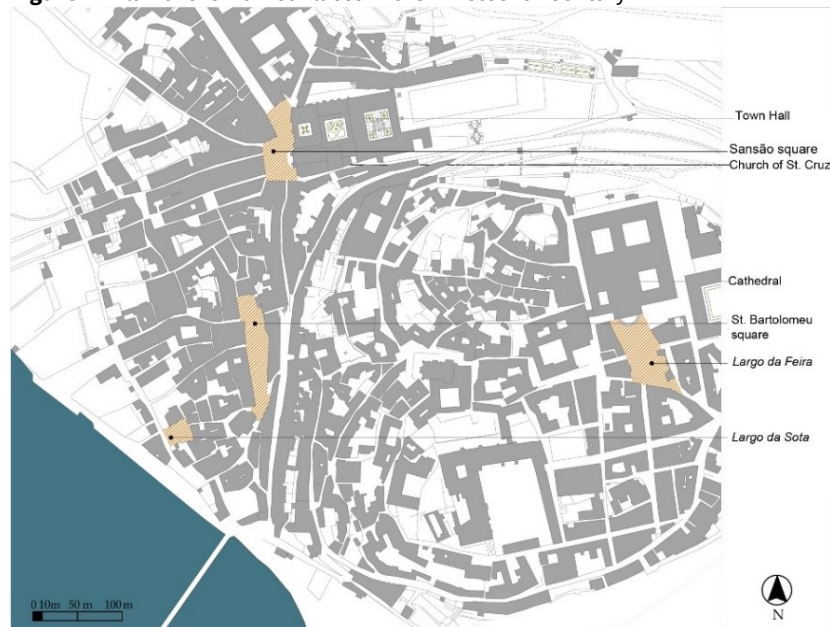 Town Hall
Sansão square
Church of St. Cruz
Cathedral
St. Bartolomeu
square
Largo da Feira
Largo da Sota
0 10m 50 m 100 m
N